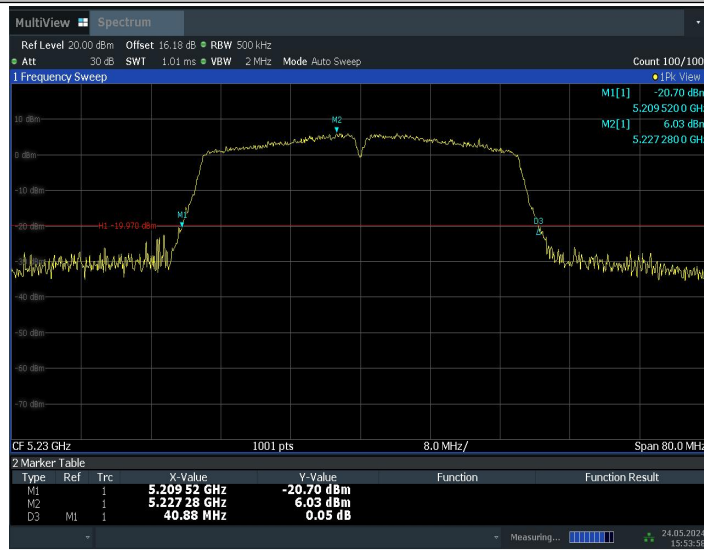 MultiView Spectrum
Ref Level 20.00 dBm Offset 16.18 dB RBW 500 kHz
Att 30 dB SWT 1.01 ms VBW 2 MHz Mode Auto Sweep Count 100/100
1 Frequency Sweep 1Pk View
M1[1] -20.70 dBm
5.209 520 0 GHz
M2[1] 6.03 dBm
5.227 280 0 GHz
10 dBm
M2
0 dBm
-10 dBm
M1
-20 dBm
H1 -19.970 dBm
D3
-30 dBm
-40 dBm
-50 dBm
-60 dBm
-70 dBm
CF 5.23 GHz 1001 pts 8.0 MHz/ Span 80.0 MHz
2 Marker Table
Type Ref Trc X-Value Y-Value Function Function Result
M1 1 5.209 52 GHz -20.70 dBm
M2 1 5.227 28 GHz 6.03 dBm
D3 M1 1 40.88 MHz 0.05 dB
Measuring... 24.05.2024
15:53:58